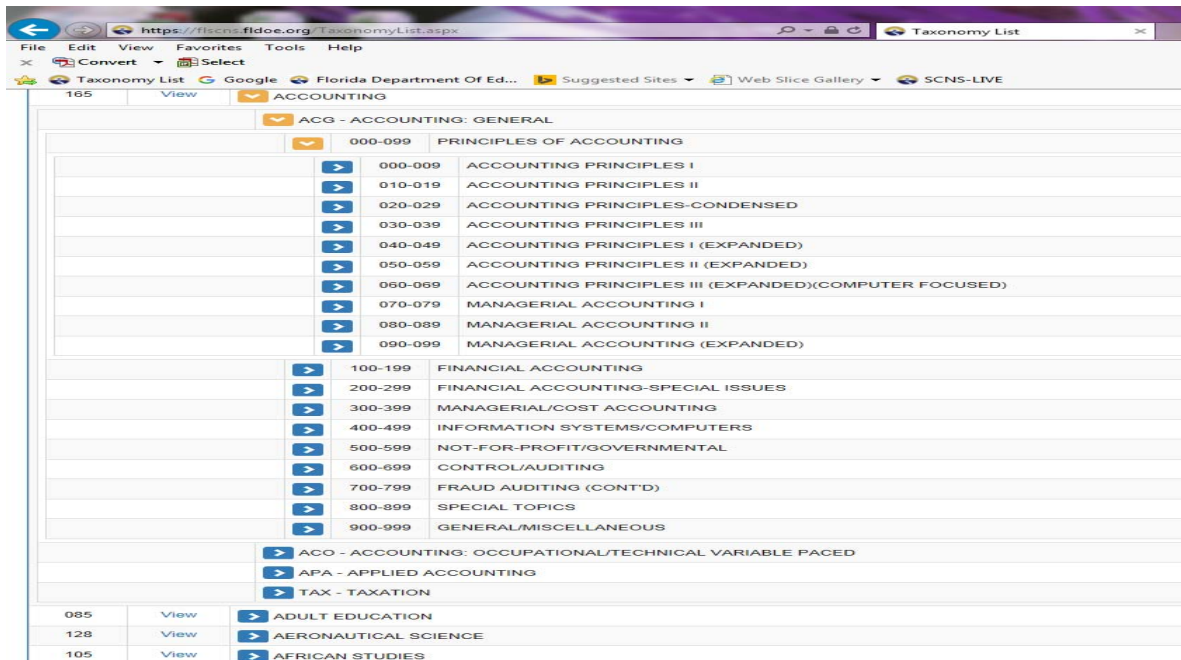 https://flscns.fldoe.org/TaxonomyList.aspx Taxonomy List
File Edit View Favorites Tools Help
Convert Select
Taxonomy List Google Florida Department Of Ed... Suggested Sites Web Slice Gallery SCNS-LIVE
165 View ACCOUNTING
ACG - ACCOUNTING: GENERAL
000-099 PRINCIPLES OF ACCOUNTING
000-009 ACCOUNTING PRINCIPLES I
010-019 ACCOUNTING PRINCIPLES II
020-029 ACCOUNTING PRINCIPLES-CONDENSED
030-039 ACCOUNTING PRINCIPLES III
040-049 ACCOUNTING PRINCIPLES I (EXPANDED)
050-059 ACCOUNTING PRINCIPLES II (EXPANDED)
060-069 ACCOUNTING PRINCIPLES III (EXPANDED)(COMPUTER FOCUSED)
070-079 MANAGERIAL ACCOUNTING I
080-089 MANAGERIAL ACCOUNTING II
090-099 MANAGERIAL ACCOUNTING (EXPANDED)
100-199 FINANCIAL ACCOUNTING
200-299 FINANCIAL ACCOUNTING-SPECIAL ISSUES
300-399 MANAGERIAL/COST ACCOUNTING
400-499 INFORMATION SYSTEMS/COMPUTERS
500-599 NOT-FOR-PROFIT/GOVERNMENTAL
600-699 CONTROL/AUDITING
700-799 FRAUD AUDITING (CONT'D)
800-899 SPECIAL TOPICS
900-999 GENERAL/MISCELLANEOUS
ACO - ACCOUNTING: OCCUPATIONAL/TECHNICAL VARIABLE PACED
APA - APPLIED ACCOUNTING
TAX - TAXATION
085 View ADULT EDUCATION
128 View AERONAUTICAL SCIENCE
105 View AFRICAN STUDIES